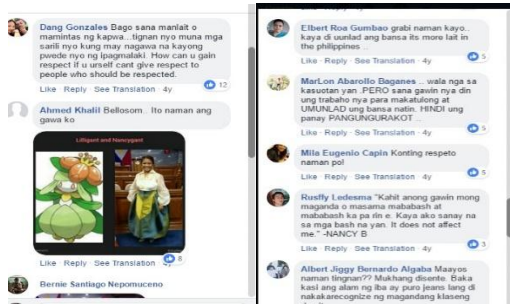 Dang Gonzales Bago sana manlait o
mamintas ng kapwa...tignan nyo muna mga
sarili nyo kung may nagawa na kayong
pwede nyo ng ipagmalaki. How can u gain
respect if u urself cant give respect to
people who should be respected.
12
Like · Reply · See Translation · 4y
Ahmed Khalil Bellosom . Ito naman ang
gawa ko
Lilligant and Nancygant
8
Like · Reply · See Translation · 4y
Bernie Santiago Nepomuceno
Elbert Roa Gumbao grabi naman kayo..
kaya di uunlad ang bansa its more lait in
the philippines ..
5
Like · Reply · See Translation · 4y
MarLon Abarollo Baganes .. wala nga sa
kasuotan yan .PERO sana gawin nya din
ung trabaho nya para makatulong at
UMUNLAD ung bansa natin. HINDI ung
panay PANGUNGURAKOT ..
5
Like · Reply · See Translation · 4y
Mila Eugenio Capin Konting respeto
naman po!
5
Like · Reply · See Translation · 4y
Rusffy Ledesma "Kahit anong gawin mong
maganda o masama mababash at
mababash ka pa rin e. Kaya ako sanay na
sa mga bash na yan. It does not affect
me." -NANCY B
3
Like · Reply · See Translation · 4y
Albert Jiggy Bernardo Algaba Maayos
naman tingnan?? Mukhang disente. Baka
kasi ang alam ng iba ay puro jeans lang di
nakakarecognize ng magandang klaseng